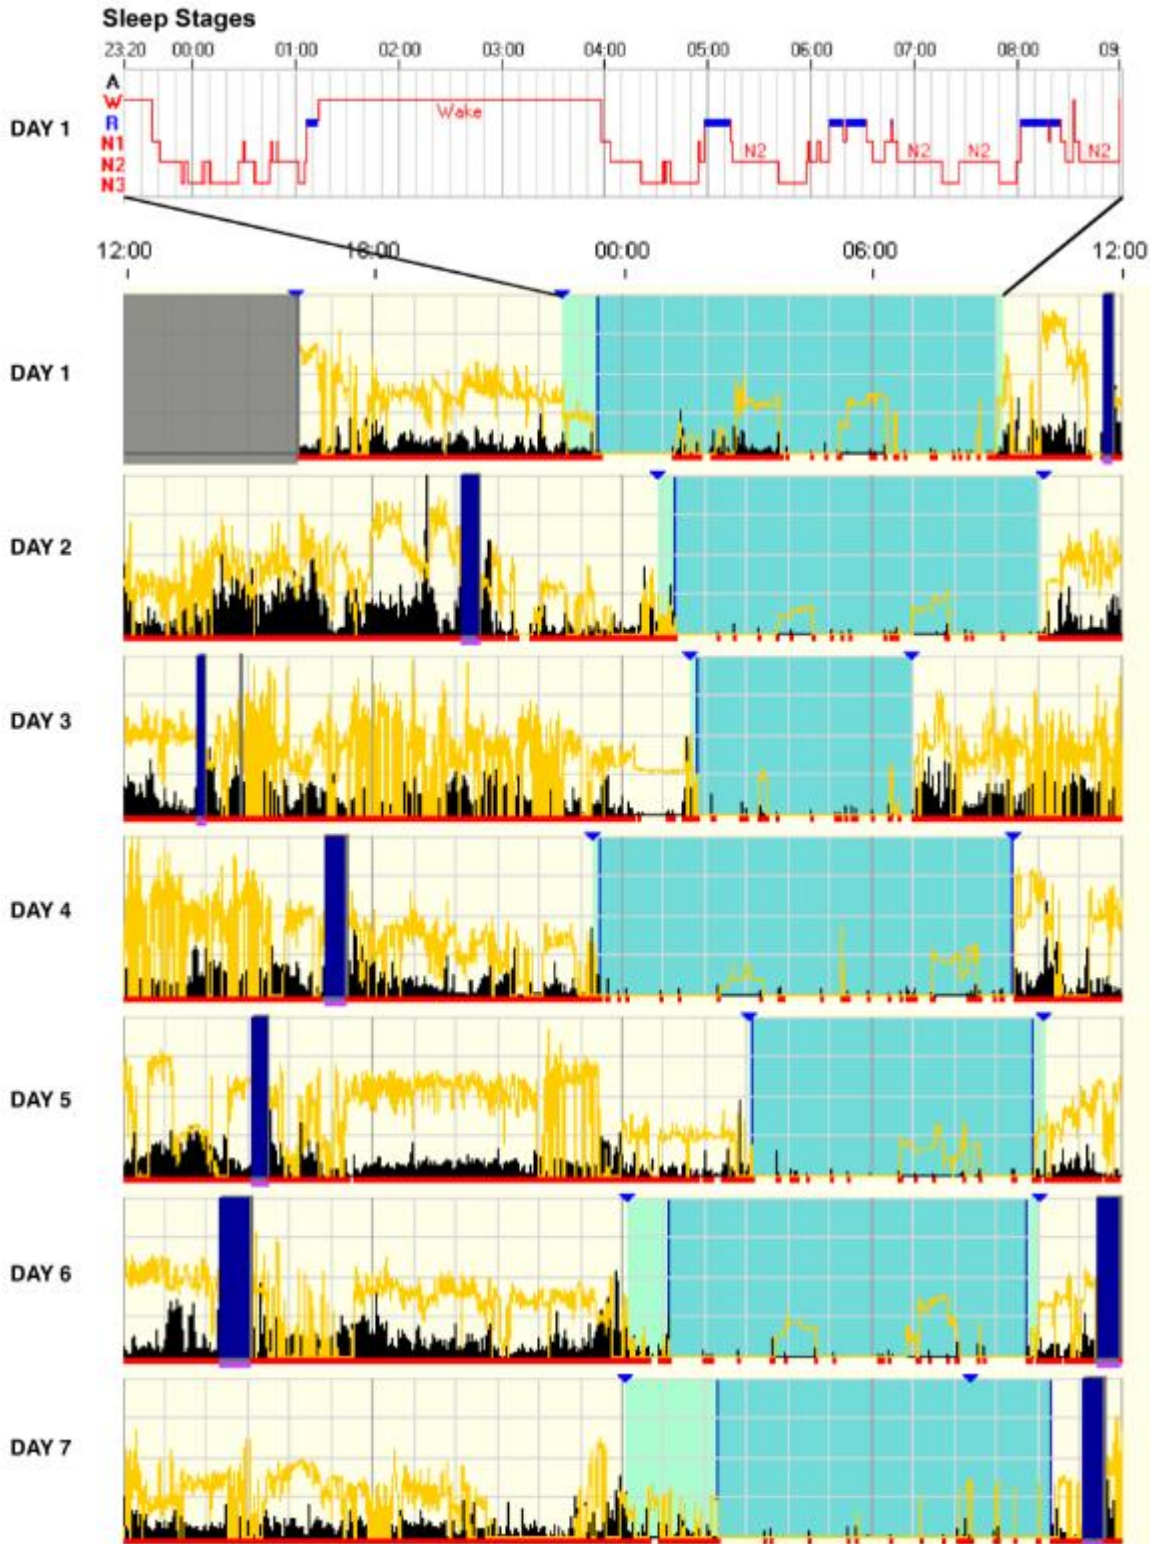 Sleep Stages
23:20 00:00 01:00 02:00 03:00 04:00 05:00 06:00 07:00 08:00 09:
A
W
R
N1
N2
N3
DAY 1
Wake
N2 N2 N2 N2
12:00 18:00 00:00 06:00 12:00
DAY 1
DAY 2
DAY 3
DAY 4
DAY 5
DAY 6
DAY 7